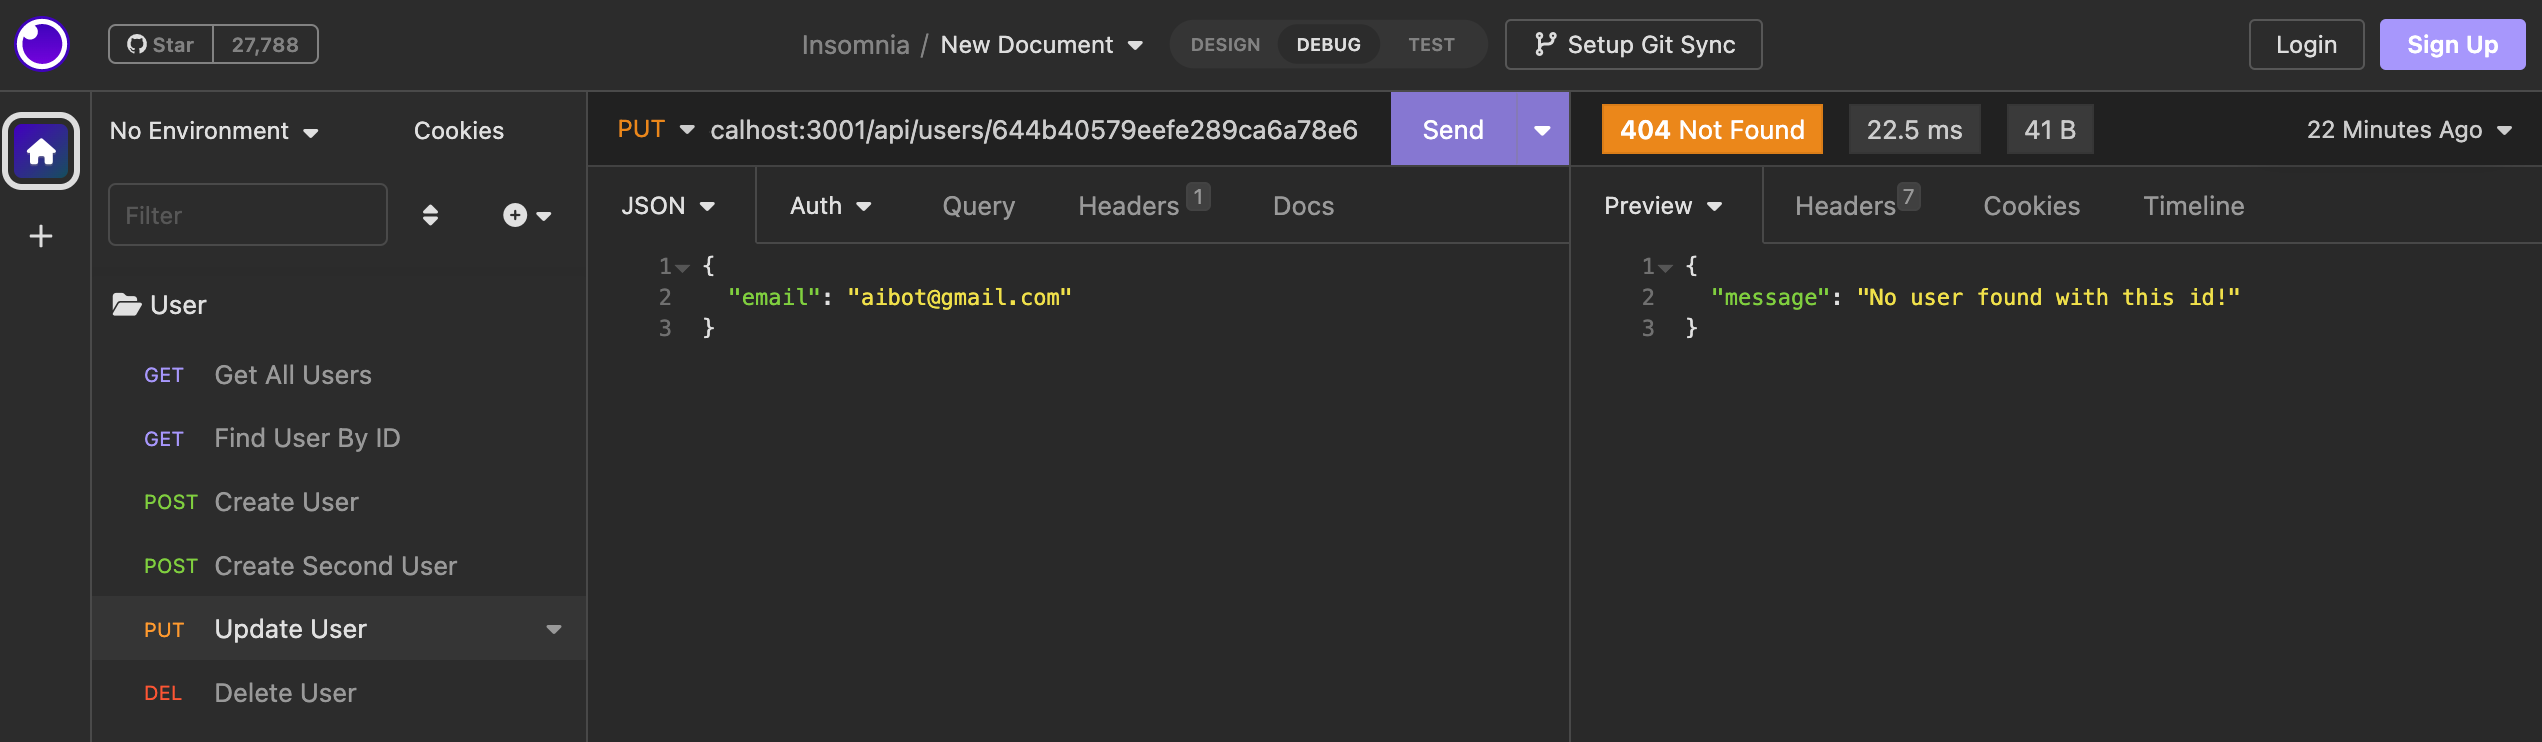 Star 27,788
Insomnia / New Document
DESIGN DEBUG TEST
Setup Git Sync
Login
Sign Up
No Environment
Cookies
Filter
User
GET Get All Users
GET Find User By ID
POST Create User
POST Create Second User
PUT Update User
DEL Delete User
PUT calhost:3001/api/users/644b40579eefe289ca6a78e6
Send
JSON Auth Query Headers 1 Docs
1 {
2 "email": "aibot@gmail.com"
3 }
404 Not Found 22.5 ms 41 B 22 Minutes Ago
Preview Headers 7 Cookies Timeline
1 {
2 "message": "No user found with this id!"
3 }